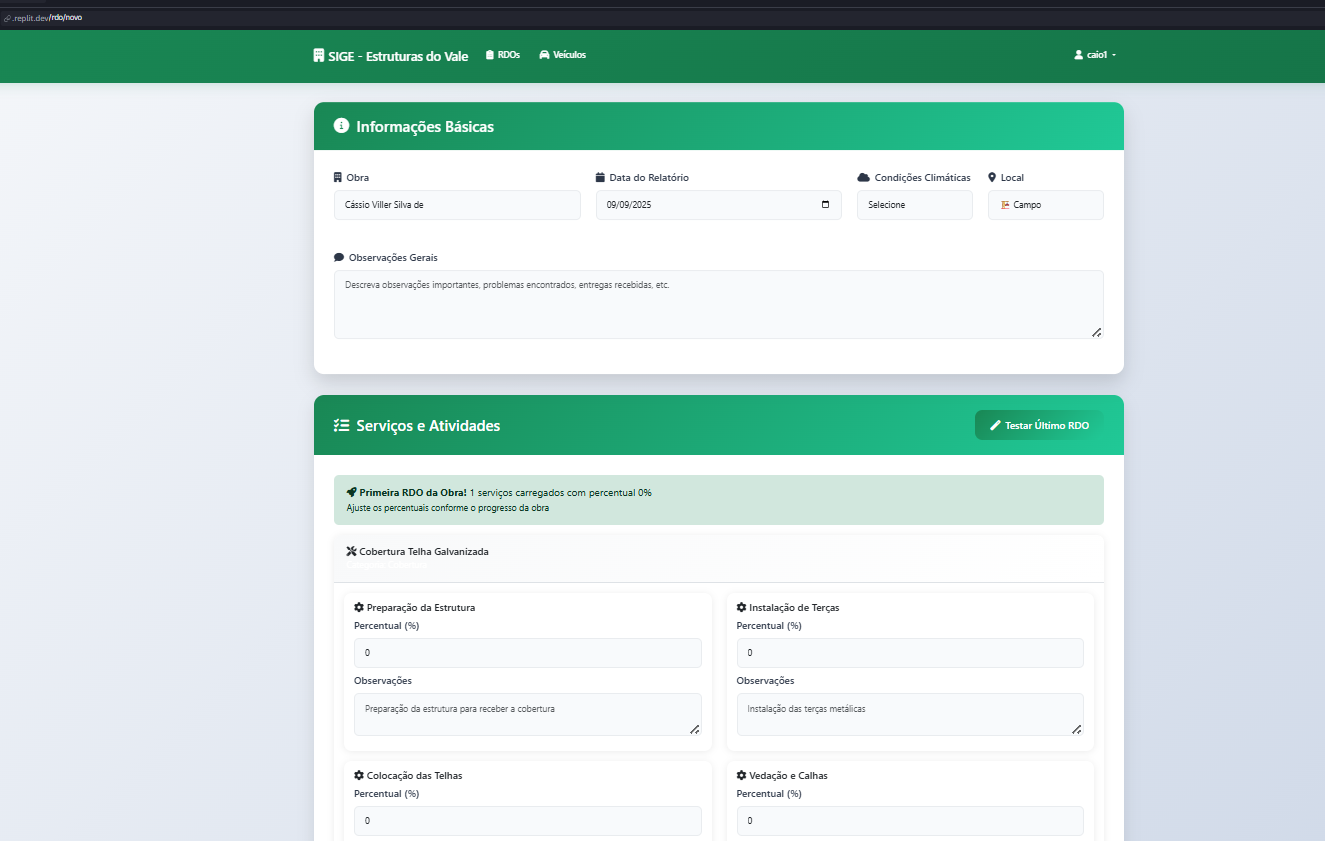 .replit.dev/rdo/novo
SIGE - Estruturas do Vale RDOs Veículos caio1
Informações Básicas
Obra Data do Relatório Condições Climáticas Local
Cássio Viller Silva de 09/09/2025 Selecione Campo
Observações Gerais
Descreva observações importantes, problemas encontrados, entregas recebidas, etc.
Serviços e Atividades Testar Último RDO
Primeira RDO da Obra! 1 serviços carregados com percentual 0%
Ajuste os percentuais conforme o progresso da obra
Cobertura Telha Galvanizada
Preparação da Estrutura Instalação de Terças
Percentual (%) Percentual (%)
0 0
Observações Observações
Preparação da estrutura para receber a cobertura Instalação das terças metálicas
Colocação das Telhas Vedação e Calhas
Percentual (%) Percentual (%)
0 0